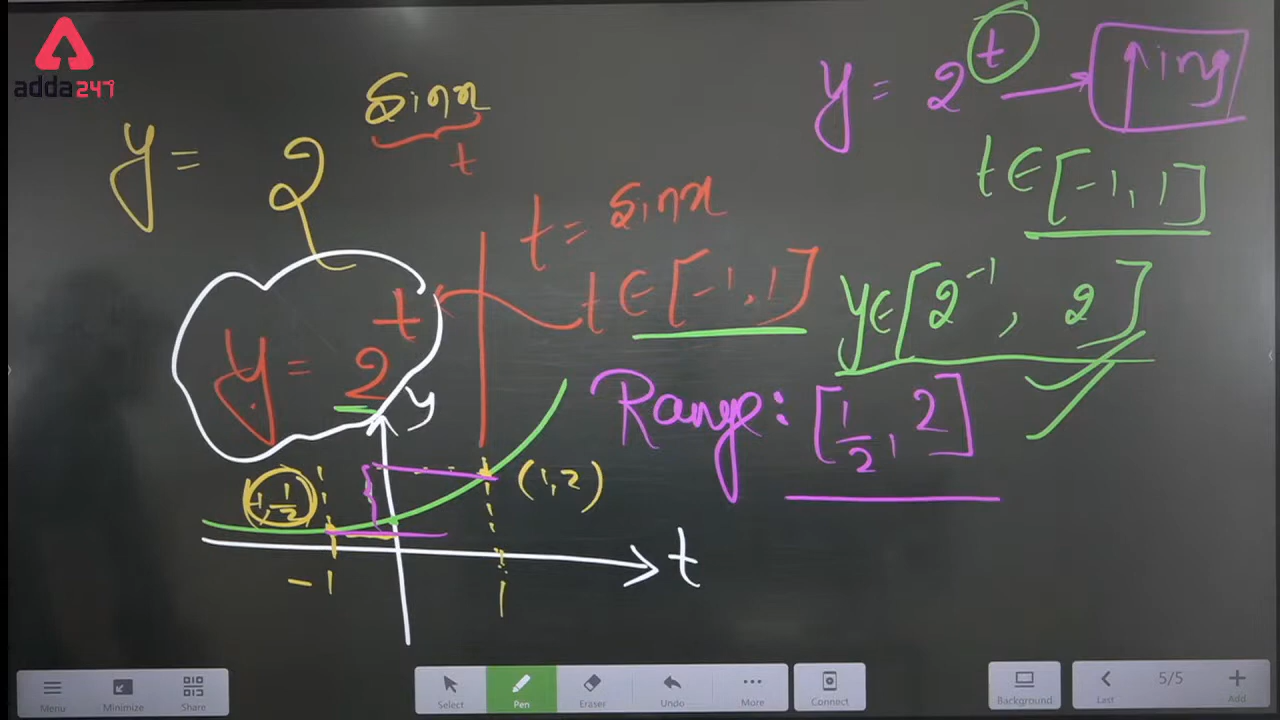 adda247
y = 2^sinx
t
t = sinx
t ∈ [-1, 1]
y = 2^t
y = 2^t → ↑ing
t ∈ [-1, 1]
y ∈ [2^-1, 2]
Range: [1/2, 2]
y
(1, 2)
-1, 1/2
-1
1
t
Menu
Minimize
Share
Select
Pen
Eraser
Undo
More
Connect
Background
Last
5/5
Add